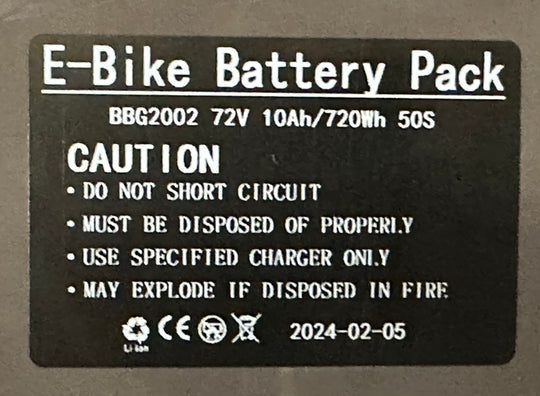 E-Bike Battery Pack
BBG2002 72V 10Ah/720Wh 50S
CAUTION
• DO NOT SHORT CIRCUIT
• MUST BE DISPOSED OF PROPERLY
• USE SPECIFIED CHARGER ONLY
• MAY EXPLODE IF DISPOSED IN FIRE
CE 2024-02-05
Li-ion